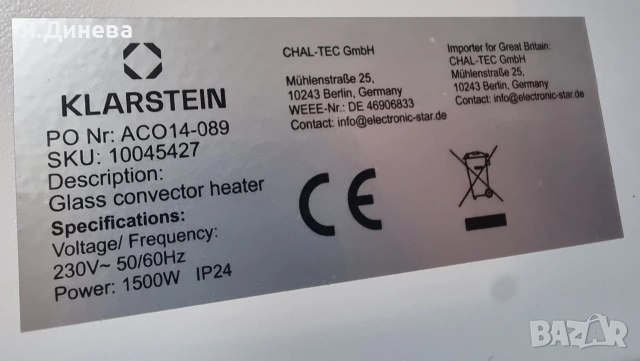 Я.Динева
KLARSTEIN
PO Nr: ACO14-089
SKU: 10045427
Description:
Glass convector heater
Specifications:
Voltage/ Frequency:
230V~ 50/60Hz
Power: 1500W IP24
CHAL-TEC GmbH
Mühlenstraße 25,
10243 Berlin, Germany
WEEE-Nr.: DE 46906833
Contact: info@electronic-star.de
Importer for Great Britain:
CHAL-TEC GmbH
Mühlenstraße 25,
10243 Berlin, Germany
Contact: info@electronic-star.de
CE
bazar